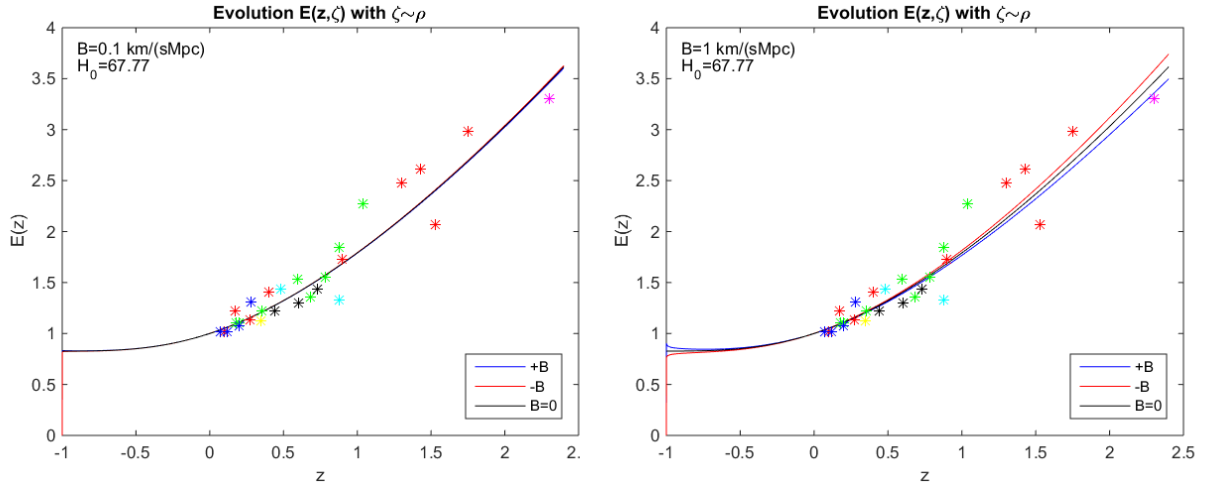 Evolution E(z,ζ) with ζ~ρ
B=0.1 km/(sMpc)
H_0=67.77
4
3.5
3
2.5
2
1.5
1
0.5
0
E(z)
-1
-0.5
0
0.5
1
1.5
2
2.
z
+B
-B
B=0
Evolution E(z,ζ) with ζ~ρ
B=1 km/(sMpc)
H_0=67.77
4
3.5
3
2.5
2
1.5
1
0.5
0
E(z)
-1
-0.5
0
0.5
1
1.5
2
2.5
z
+B
-B
B=0